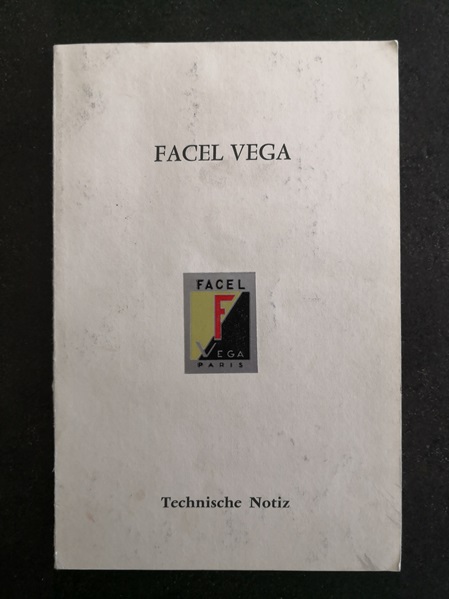 FACEL VEGA
FACEL
F
VEGA
PARIS
Technische Notiz